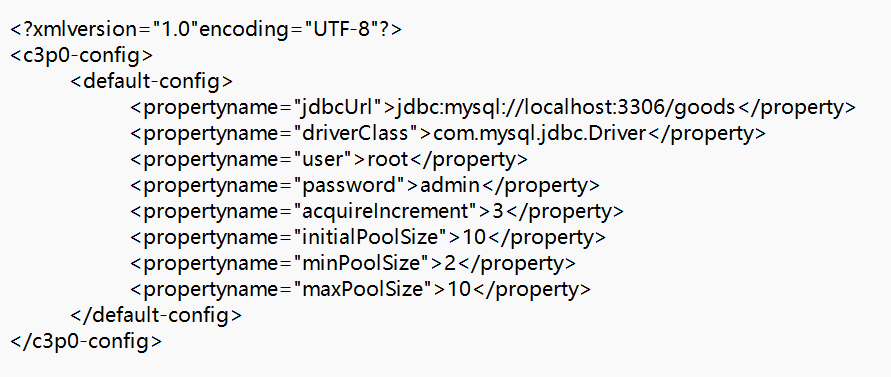 <?xmlversion="1.0"encoding="UTF-8"?>
<c3p0-config>
<default-config>
<propertyname="jdbcUrl">jdbc:mysql://localhost:3306/goods</property>
<propertyname="driverClass">com.mysql.jdbc.Driver</property>
<propertyname="user">root</property>
<propertyname="password">admin</property>
<propertyname="acquireIncrement">3</property>
<propertyname="initialPoolSize">10</property>
<propertyname="minPoolSize">2</property>
<propertyname="maxPoolSize">10</property>
</default-config>
</c3p0-config>